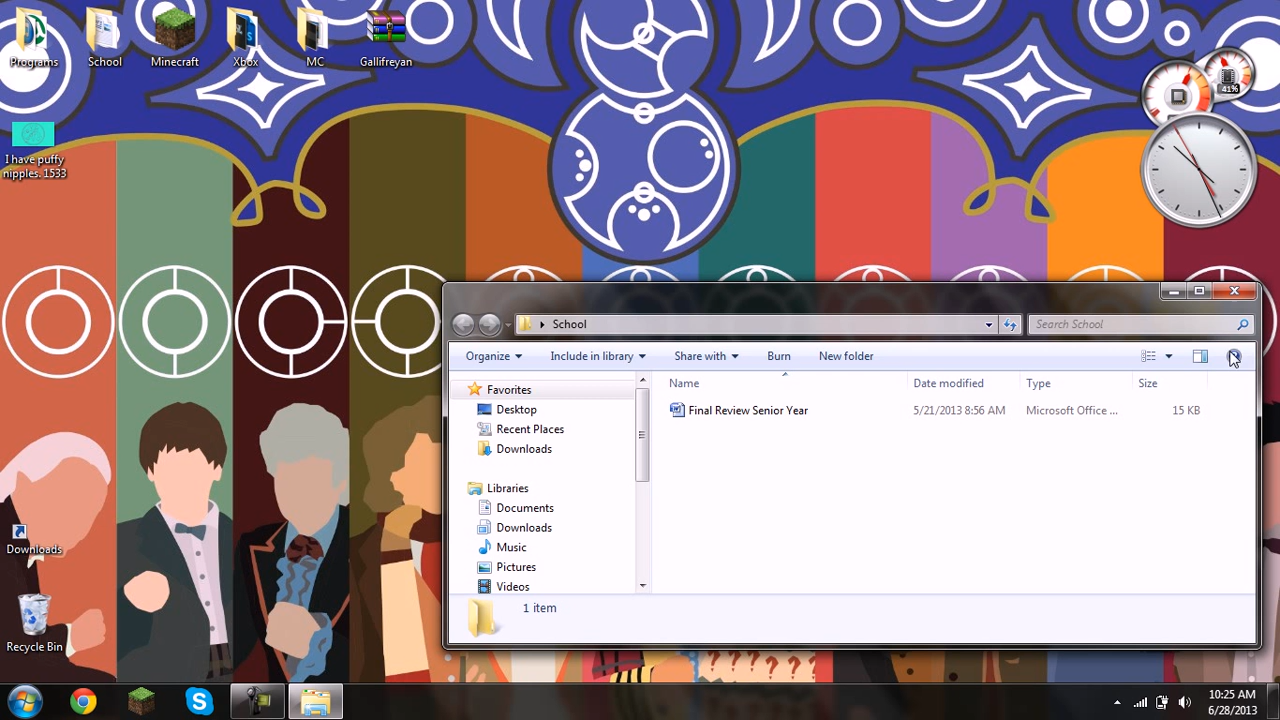 Programs
School
Minecraft
Xbox
MC
Gallifreyan
41%
I have puffy
nipples. 1533
School
Search School
Organize
Include in library
Share with
Burn
New folder
Favorites
Desktop
Recent Places
Downloads
Libraries
Documents
Downloads
Music
Pictures
Videos
Name
Date modified
Type
Size
Final Review Senior Year
5/21/2013 8:56 AM
Microsoft Office ...
15 KB
1 item
Downloads
Recycle Bin
????????
10:25 AM
6/28/2013